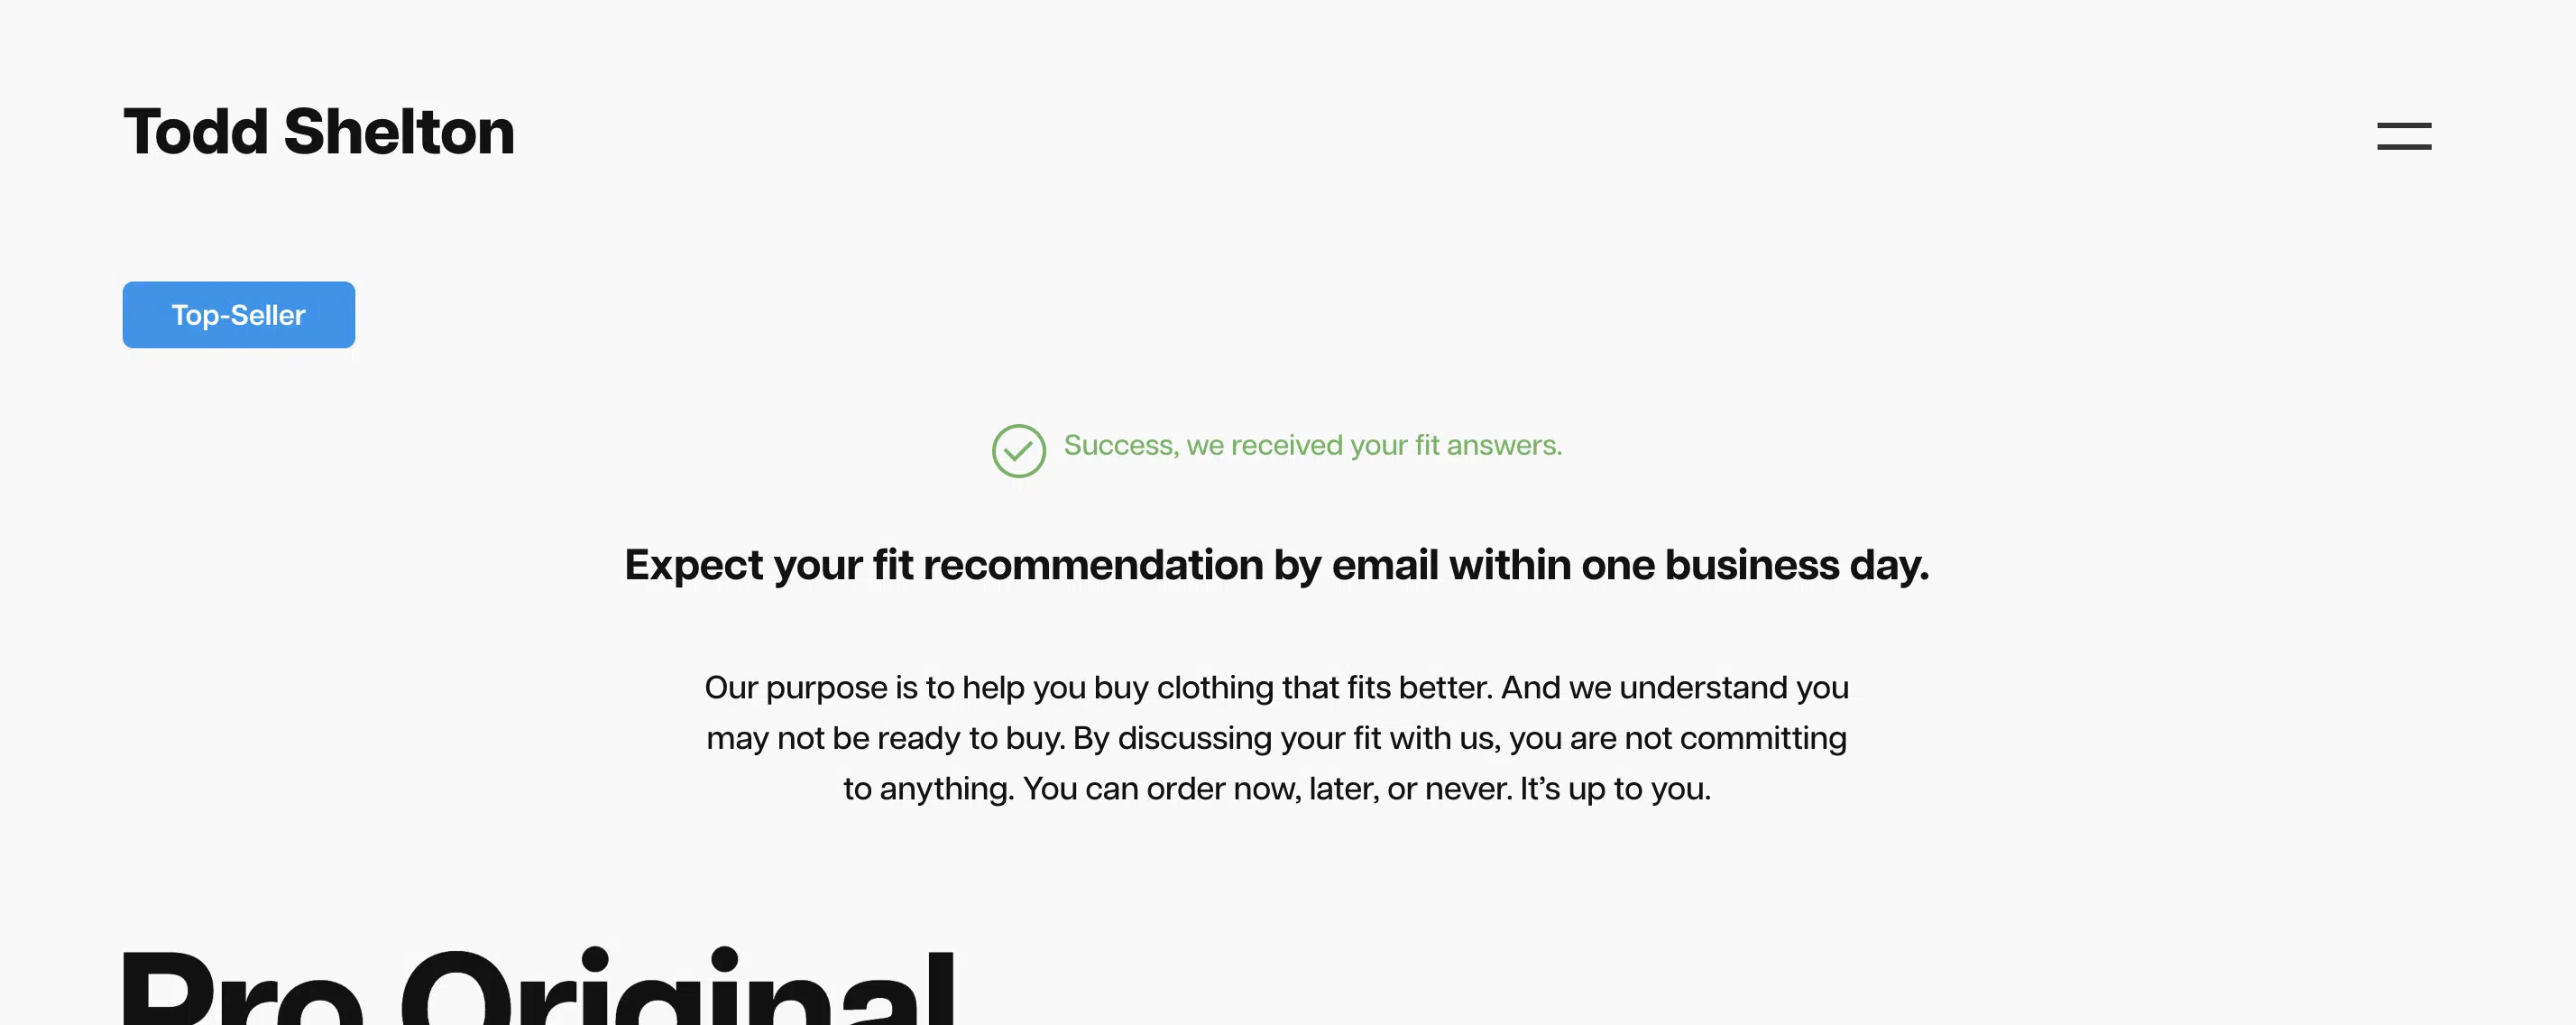 Todd Shelton
Top-Seller
Success, we received your fit answers.
Expect your fit recommendation by email within one business day.
Our purpose is to help you buy clothing that fits better. And we understand you
may not be ready to buy. By discussing your fit with us, you are not committing
to anything. You can order now, later, or never. It’s up to you.
Pro Original